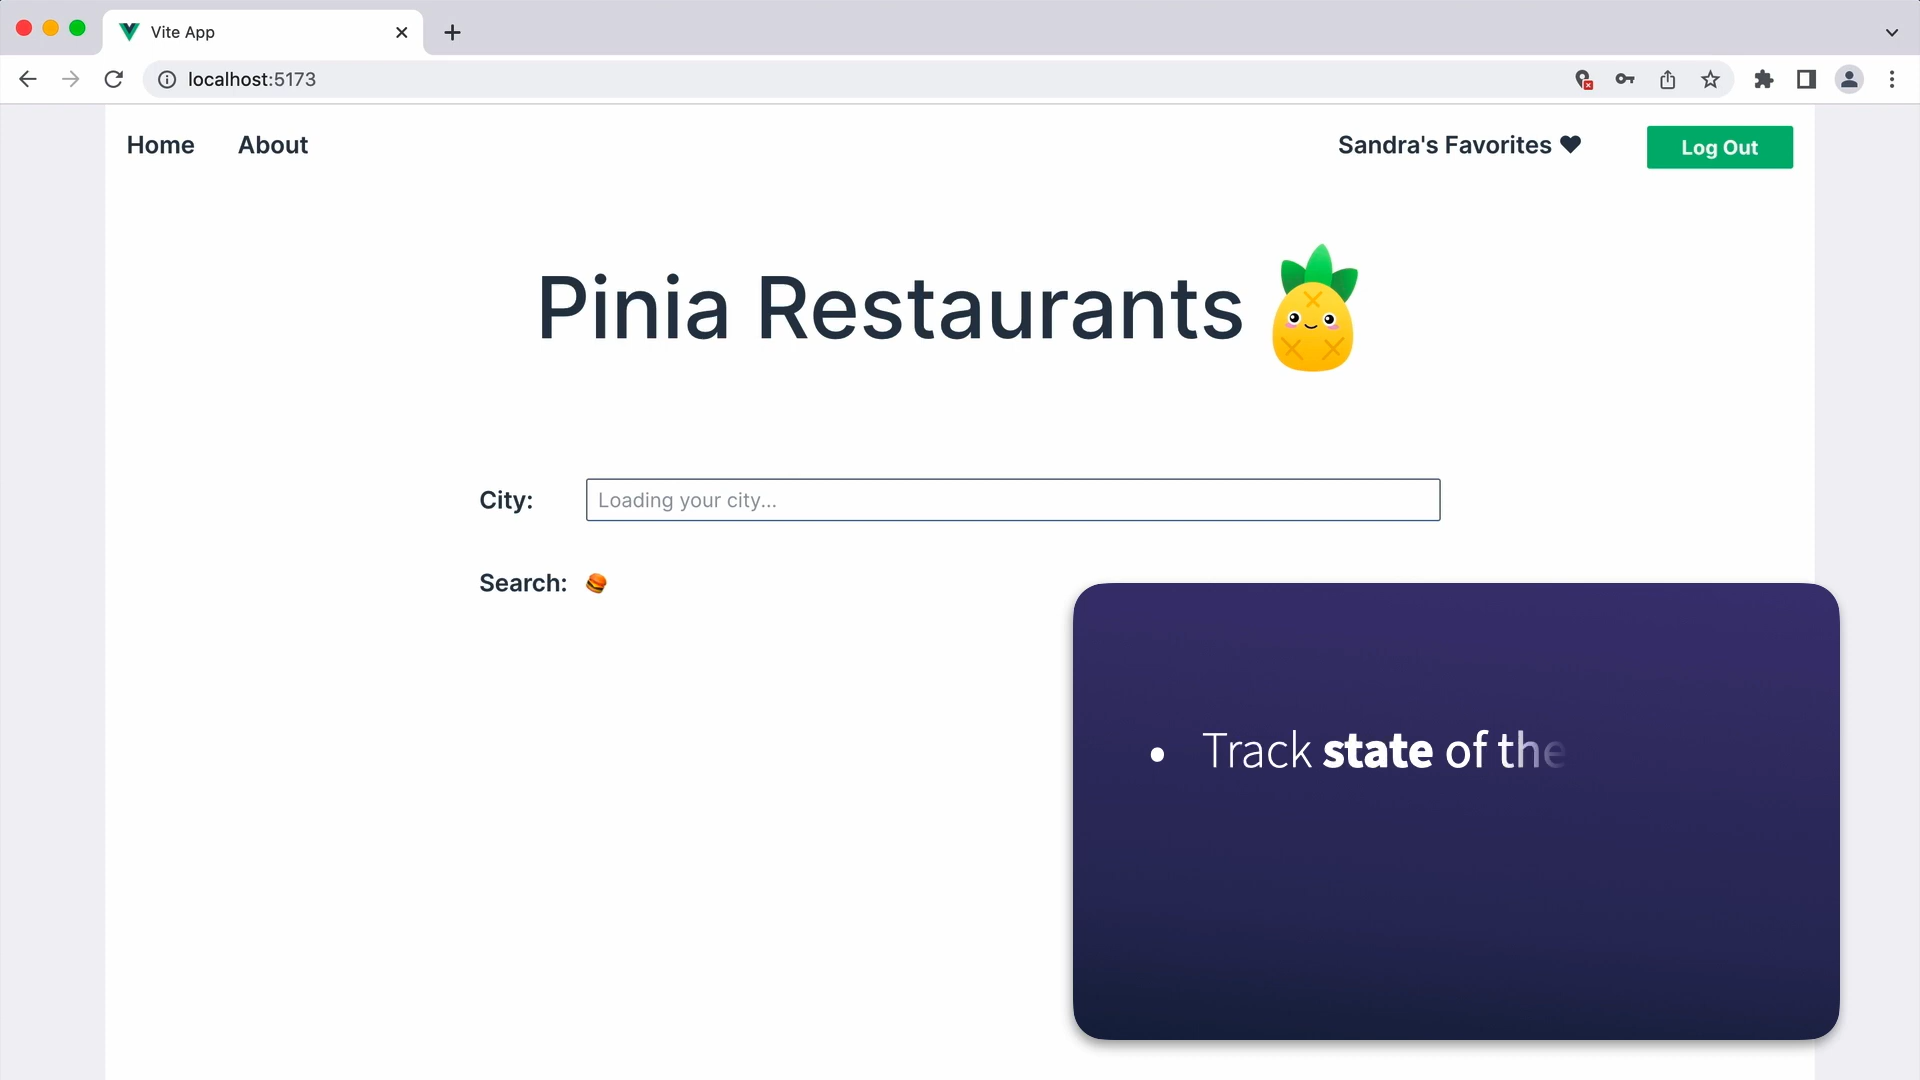 Vite App
localhost:5173
Home About Sandra's Favorites ♥ Log Out
Pinia Restaurants
City: Loading your city...
Search:
• Track state of the